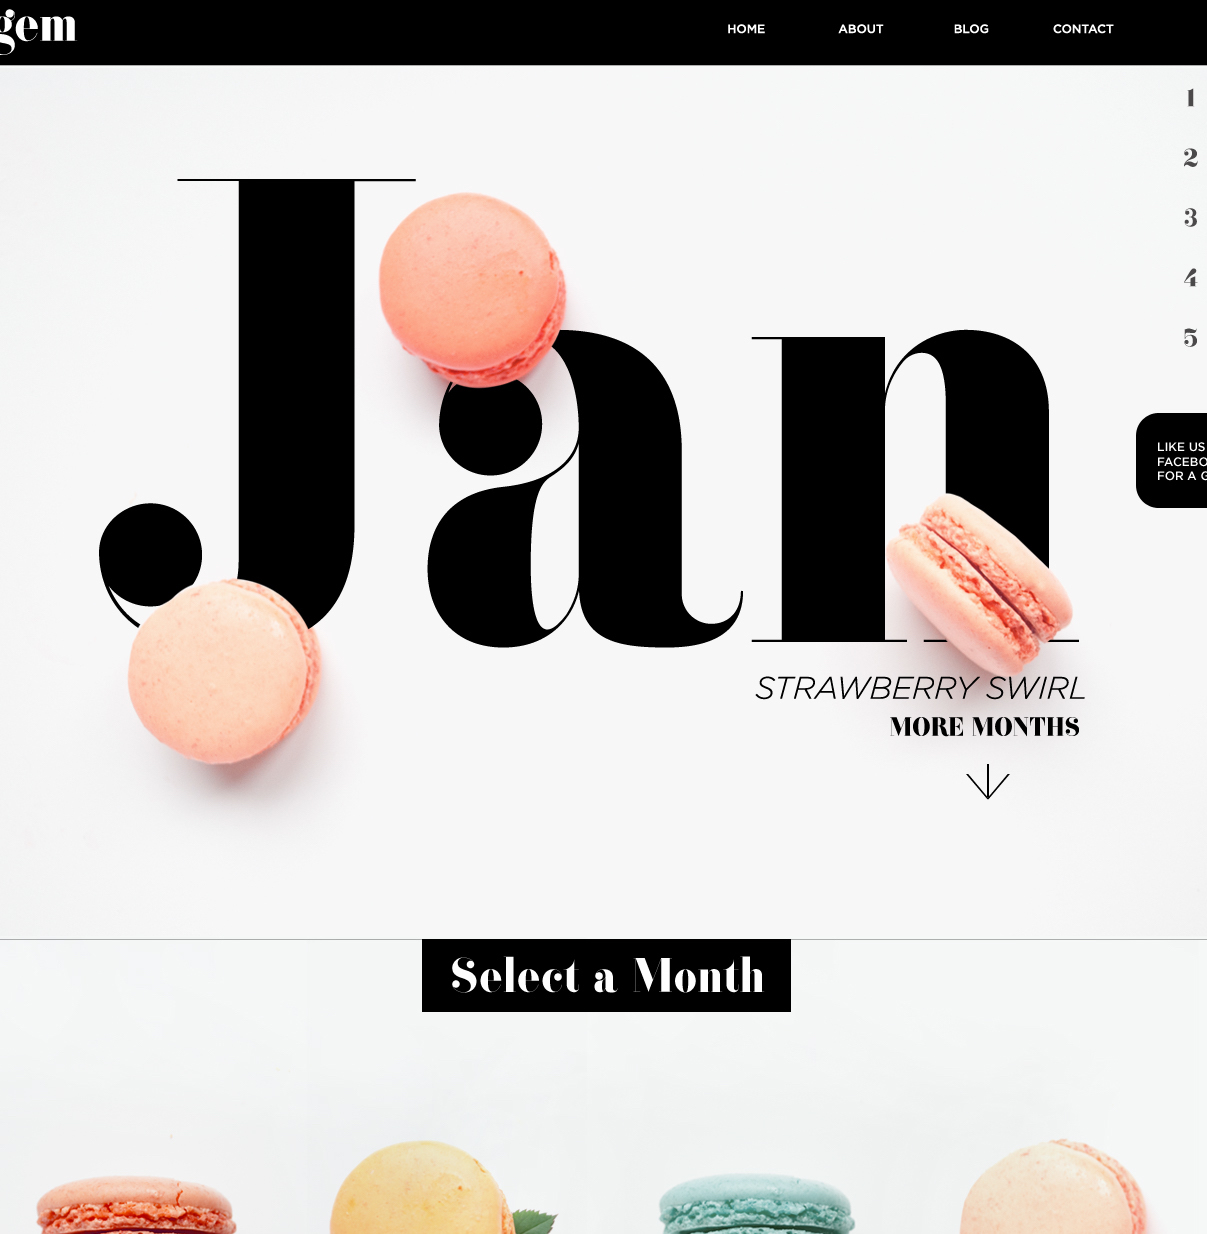 gem
HOME ABOUT BLOG CONTACT
1
2
3
4
5
Jan
LIKE US
FOR A
STRAWBERRY SWIRL
MORE MONTHS
Select a Month